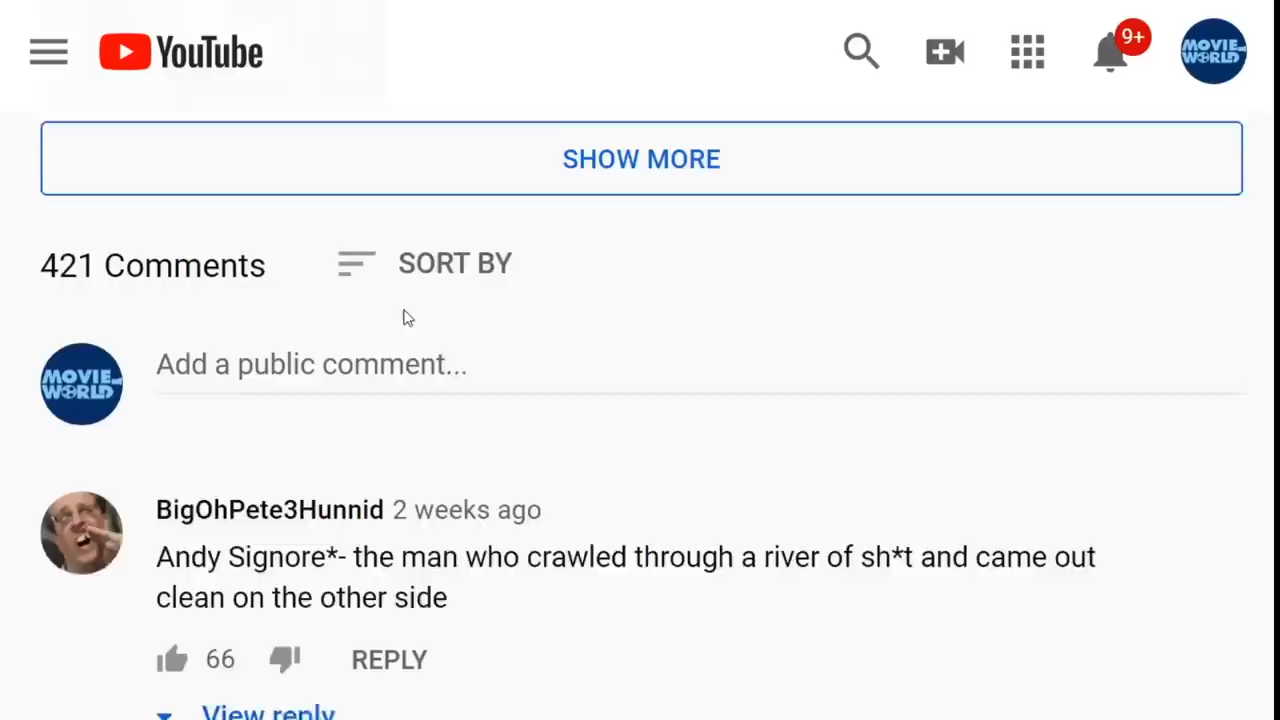 YouTube
9+
MOVIE
WORLD
SHOW MORE
421 Comments
SORT BY
MOVIE
WORLD
Add a public comment...
BigOhPete3Hunnid 2 weeks ago
Andy Signore*- the man who crawled through a river of sh*t and came out
clean on the other side
66
REPLY
View reply